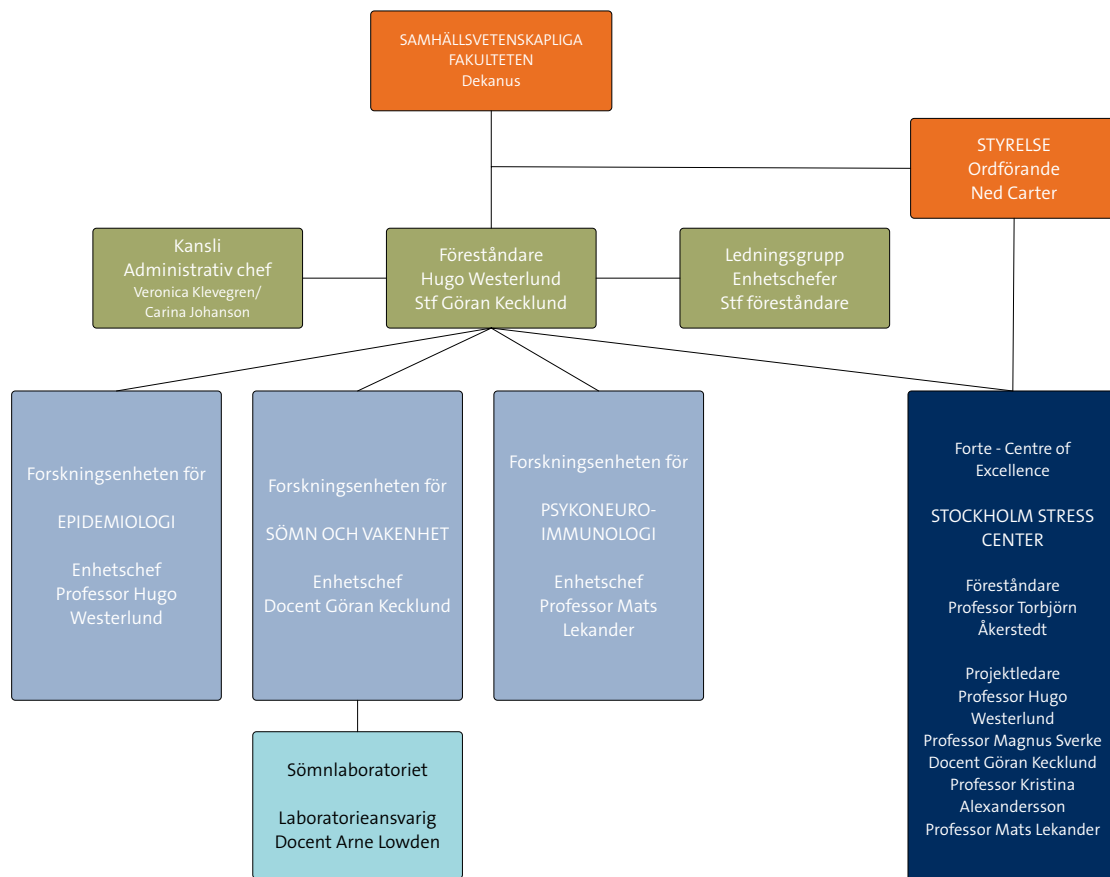 SAMHÄLLSVETENSKAPLIGA
FAKULTETEN
Dekanus
STYRELSE
Ordförande
Ned Carter
Kansli
Administrativ chef
Veronica Klevegren/
Carina Johanson
Föreståndare
Hugo Westerlund
Stf Göran Kecklund
Ledningsgrupp
Enhetschefer
Stf föreståndare
Forskningsenheten för
EPIDEMIOLOGI
Enhetschef
Professor Hugo
Westerlund
Forskningsenheten för
SÖMN OCH VAKENHET
Enhetschef
Docent Göran Kecklund
Forskningsenheten för
PSYKONEURO-
IMMUNOLOGI
Enhetschef
Professor Mats
Lekander
Forte - Centre of
Excellence
STOCKHOLM STRESS
CENTER
Föreståndare
Professor Torbjörn
Åkerstedt
Projektledare
Professor Hugo
Westerlund
Professor Magnus Sverke
Docent Göran Kecklund
Professor Kristina
Alexandersson
Professor Mats Lekander
Sömnlaboratoriet
Laboratorieansvarig
Docent Arne Lowden